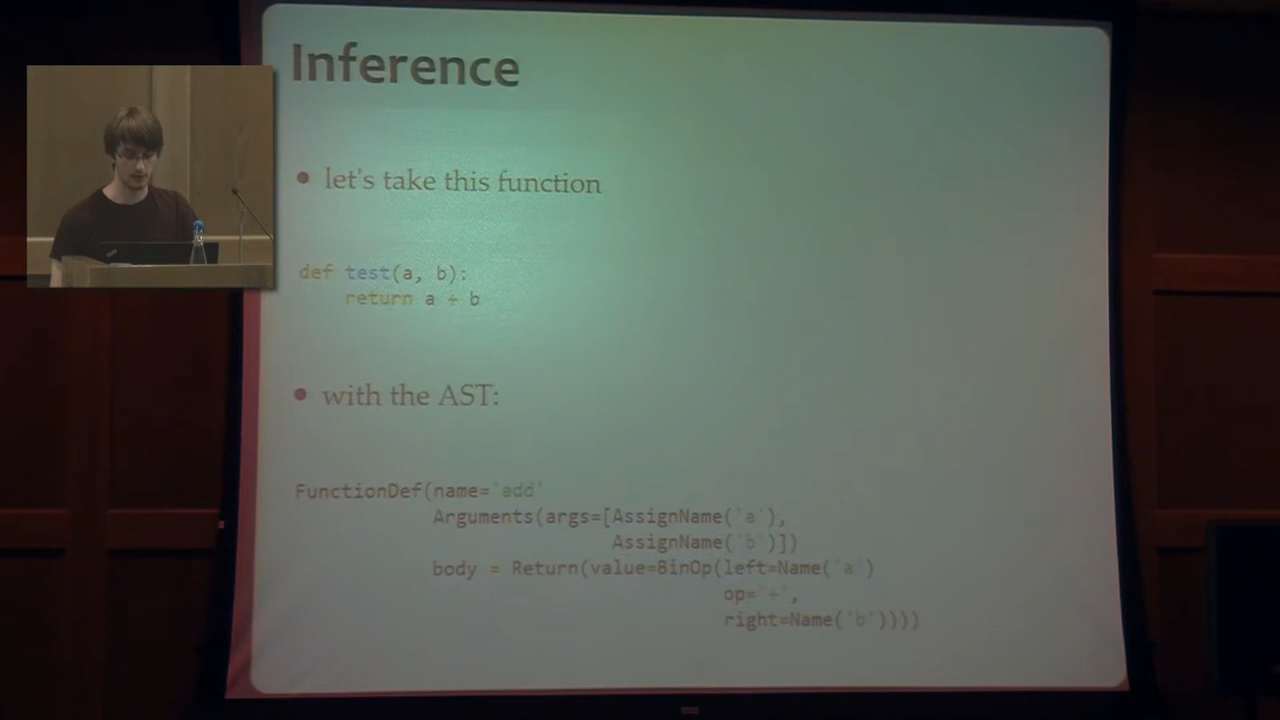 Inference
• let's take this function
def test(a, b):
return a + b
• with the AST:
FunctionDef(name='add'
Arguments(args=[AssignName('a'),
AssignName('b')])
body = Return(value=BinOp(left=Name('a')
op='+',
right=Name('b'))))